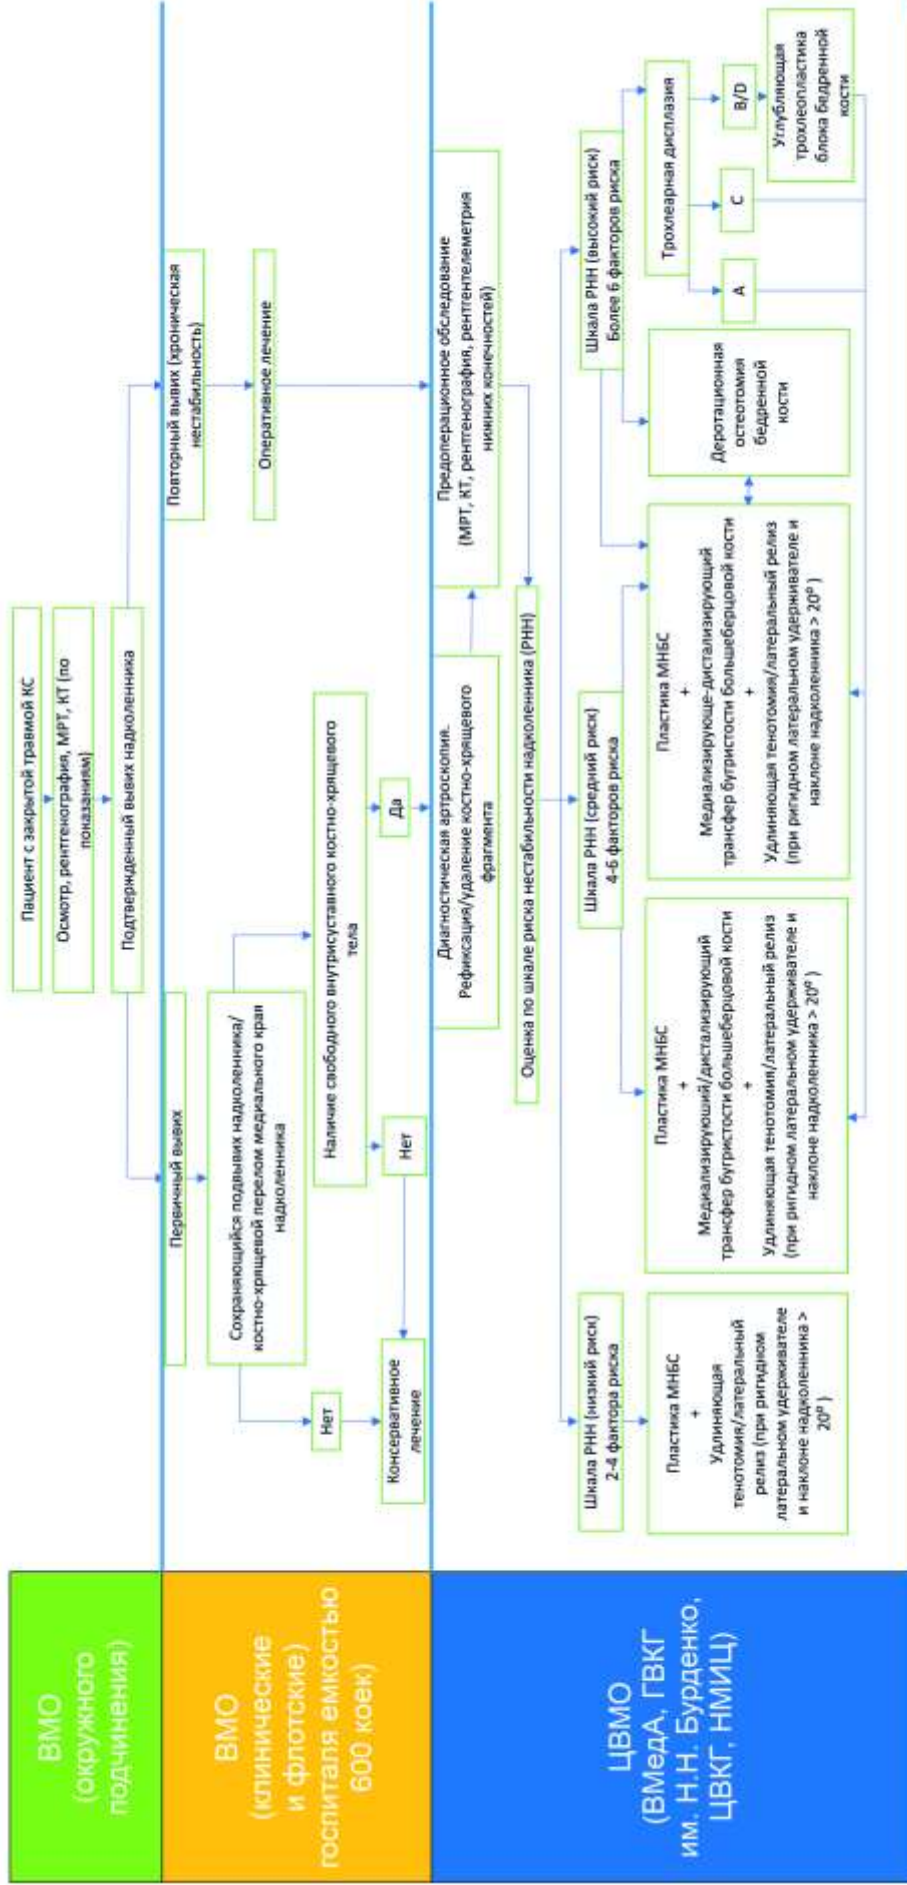 ВМО
(окружного
подчинения)
Пациент с закрытой травмой КС
Осмотр, рентгенография, МРТ, КТ (по
показаниям)
Подтвержденный вывих надколенника
ВМО
(клинические
и флотские)
госпиталя емкостью
600 коек)
Первичный вывих
Повторный вывих (хроническая
нестабильность)
Сохраняющийся подвывих надколенника/
костно-хрящевой перелом медиального края
надколенника
Оперативное лечение
Нет
Наличие свободного внутрисуставного костно-хрящевого
тела
Консервативное
лечение
Нет
Да
ЦВМО
(ВМедА, ГВКГ
им. Н.Н. Бурденко,
ЦВКГ, НМИЦ)
Диагностическая артроскопия.
Рефиксация/удаление костно-хрящевого
фрагмента
Предоперационное обследование
(МРТ, КТ, рентгенография, рентгентелеметрия
нижних конечностей)
Оценка по шкале риска нестабильности надколенника (РНН)
Шкала РНН (низкий риск)
2-4 фактора риска
Шкала РНН (средний риск)
4-6 факторов риска
Шкала РНН (высокий риск)
Более 6 факторов риска
Пластика МНБС
+
Удлиняющая
тенотомия/латеральный
релиз (при ригидном
латеральном удерживателе
и наклоне надколенника >
20º)
Пластика МНБС
+
Медиализируюший/дистализирующий
трансфер бугристости большеберцовой кости
+
Удлиняющая тенотомия/латеральный релиз
(при ригидном латеральном удерживателе и
наклоне надколенника > 20º )
Пластика МНБС
+
Медиализирующе-дистализирующий
трансфер бугристости большеберцовой кости
+
Удлиняющая тенотомия/латеральный релиз
(при ригидном латеральном удерживателе и
наклоне надколенника > 20º )
Деротационная
остеотомия
бедренной
кости
Трохлеарная дисплазия
A
C
B/D
Углубляющая
трохлеопластика
блока бедренной
кости